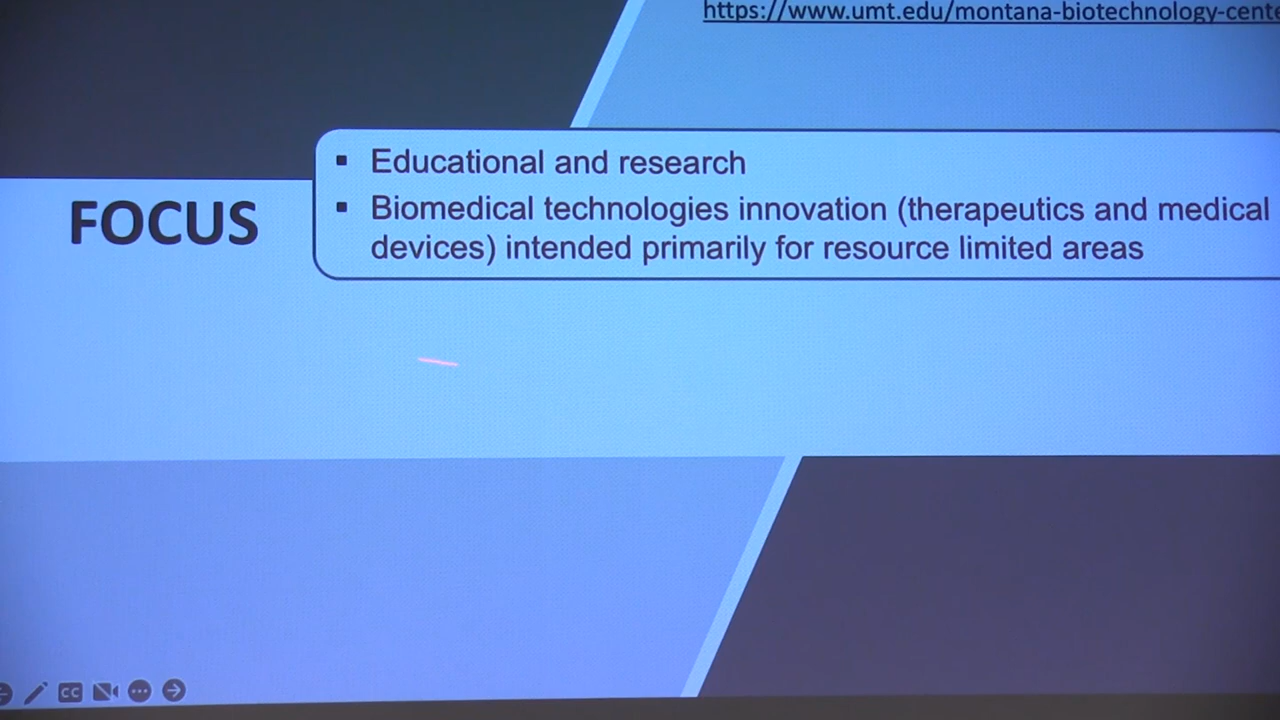 https://www.umt.edu/montana-biotechnology-cente
▪ Educational and research
FOCUS
▪ Biomedical technologies innovation (therapeutics and medical
devices) intended primarily for resource limited areas
CC